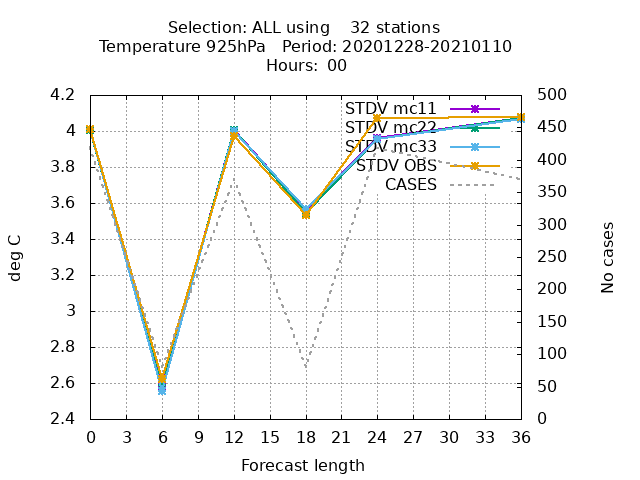 Selection: ALL using    32 stations
Temperature 925hPa   Period: 20201228-20210110
Hours:  00
STDV mc11
STDV mc22
STDV mc33
STDV OBS
CASES
4.2
4
3.8
3.6
3.4
3.2
3
2.8
2.6
2.4
deg C
500
450
400
350
300
250
200
150
100
50
0
No cases
0 3 6 9 12 15 18 21 24 27 30 33 36
Forecast length